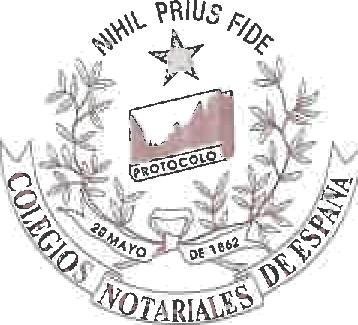 NIHIL PRIUS FIDE
PROTOCOLO
28 MAYO DE 1862
COLEGIOS NOTARIALES DE ESPAÑA